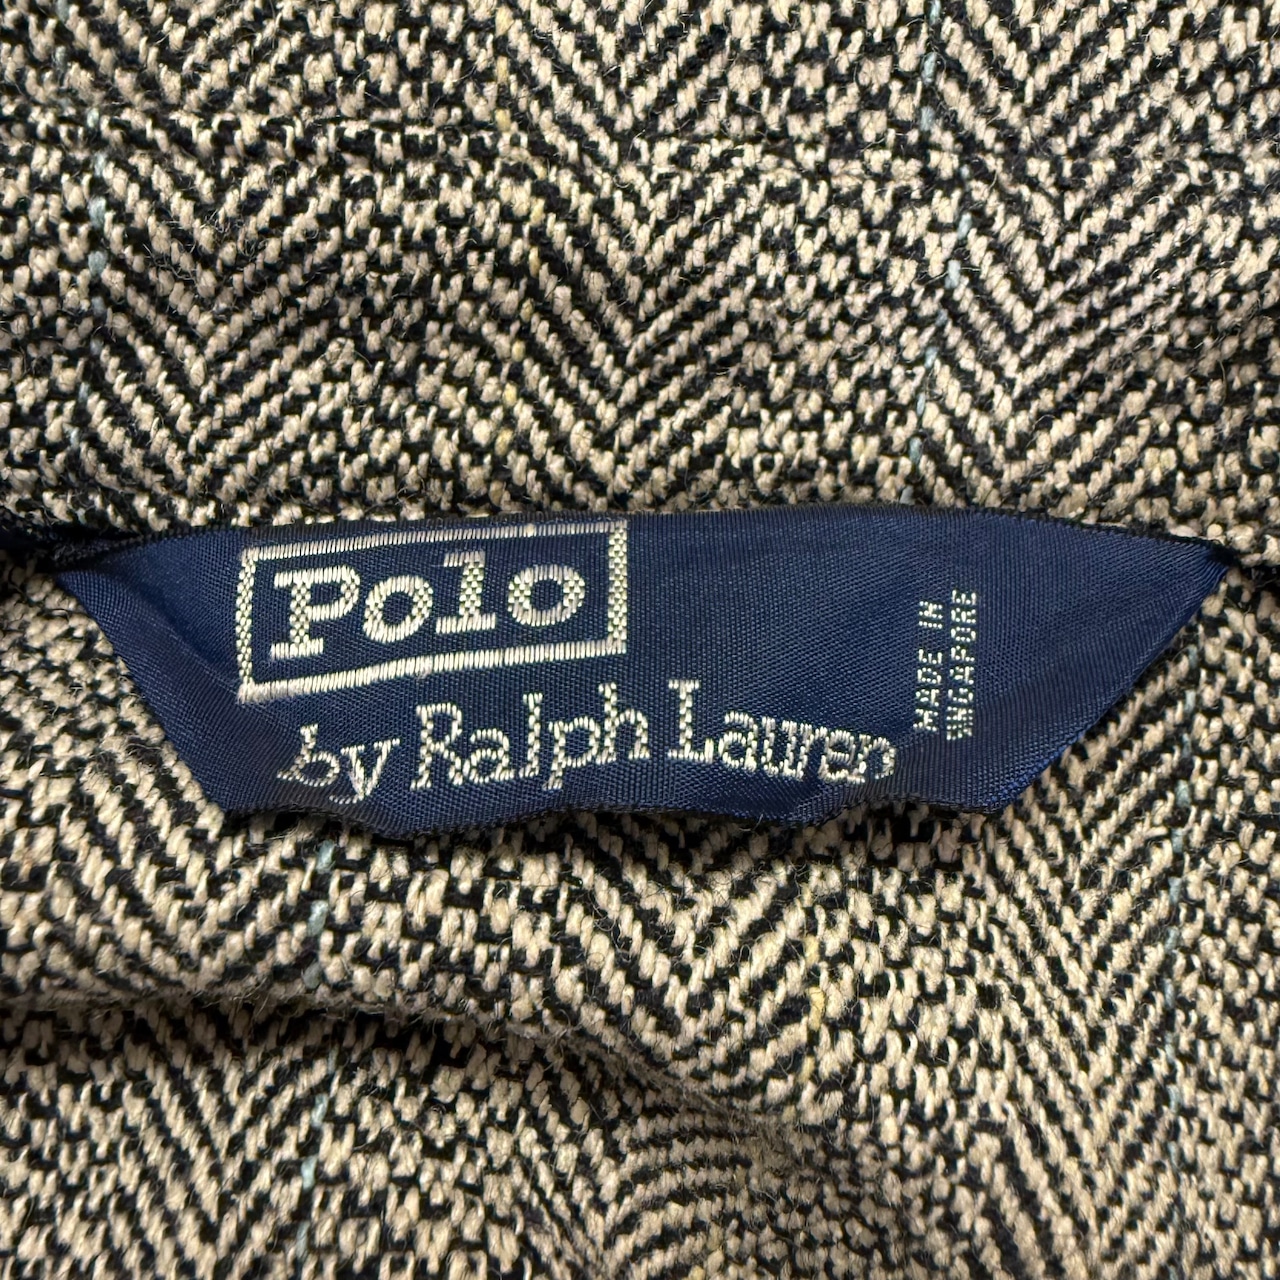 Polo
by Ralph Lauren
MADE IN
SINGAPORE